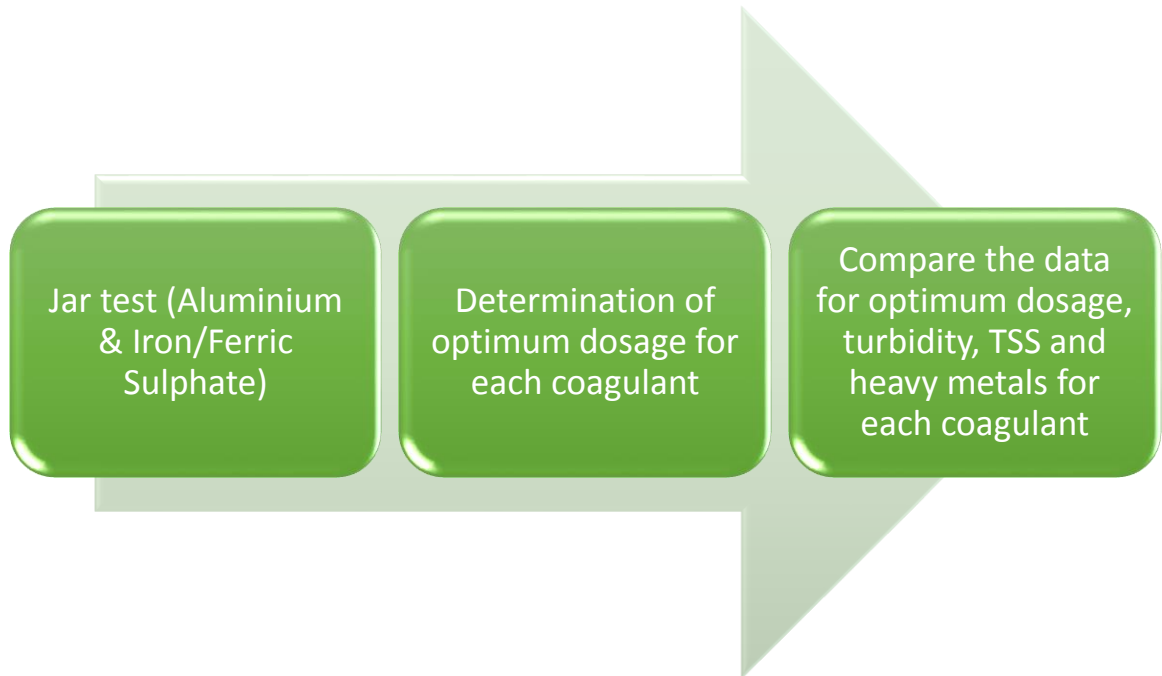 Jar test (Aluminium
& Iron/Ferric
Sulphate)
Determination of
optimum dosage for
each coagulant
Compare the data
for optimum dosage,
turbidity, TSS and
heavy metals for
each coagulant